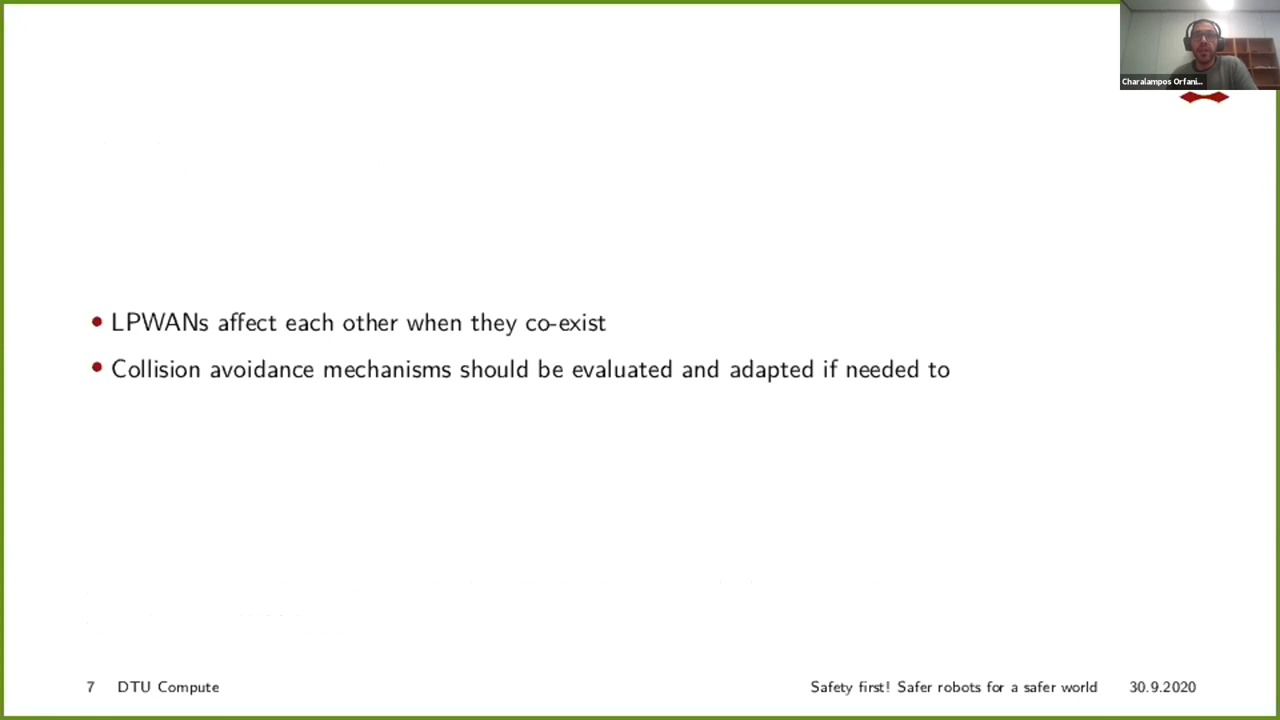 Charalampos Orfani...
• LPWANs affect each other when they co-exist
• Collision avoidance mechanisms should be evaluated and adapted if needed to
7 DTU Compute Safety first! Safer robots for a safer world 30.9.2020